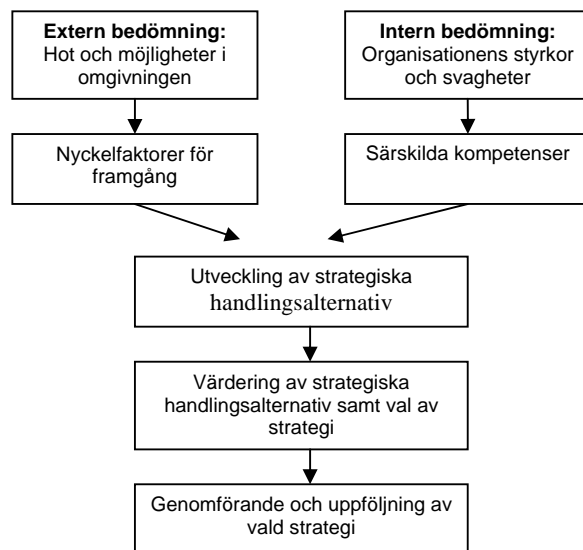 Extern bedömning:
Hot och möjligheter i
omgivningen
Intern bedömning:
Organisationens styrkor
och svagheter
Nyckelfaktorer för
framgång
Särskilda kompetenser
Utveckling av strategiska
handlingsalternativ
Värdering av strategiska
handlingsalternativ samt val av
strategi
Genomförande och uppföljning av
vald strategi